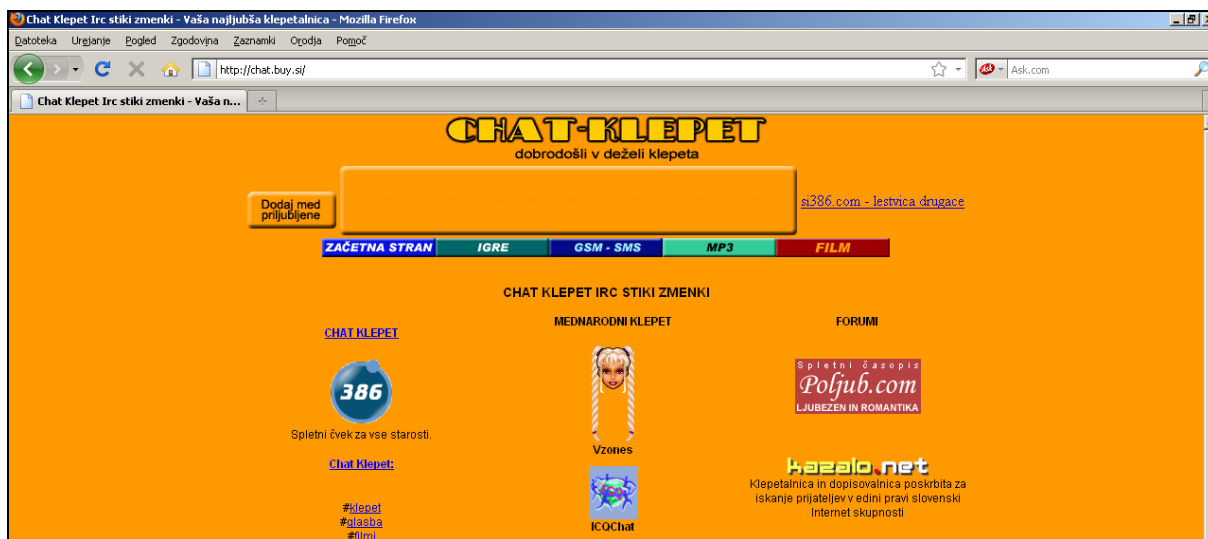 Chat Klepet Irc stiki zmenki - Vaša najljubša klepetalnica - Mozilla Firefox
Datoteka Urejanje Pogled Zgodovina Zaznamki Orodja Pomoč
http://chat.buy.si/
Ask.com
Chat Klepet Irc stiki zmenki - Vaša n...
CHAT-KLEPET
dobrodošli v deželi klepeta
Dodaj med
priljubljene
si386.com - lestvica drugace
ZAČETNA STRAN IGRE GSM - SMS MP3 FILM
CHAT KLEPET IRC STIKI ZMENKI
CHAT KLEPET
386
Spletni čvek za vse starosti.
Chat Klepet:
#klepet
#glasba
#filmi
MEDNARODNI KLEPET
Vzones
ICQChat
FORUMI
Spletni časopis
Poljub.com
LJUBEZEN IN ROMANTIKA
kazalo.net
Klepetalnica in dopisovalnica poskrbita za
iskanje prijateljev v edini pravi slovenski
Internet skupnosti